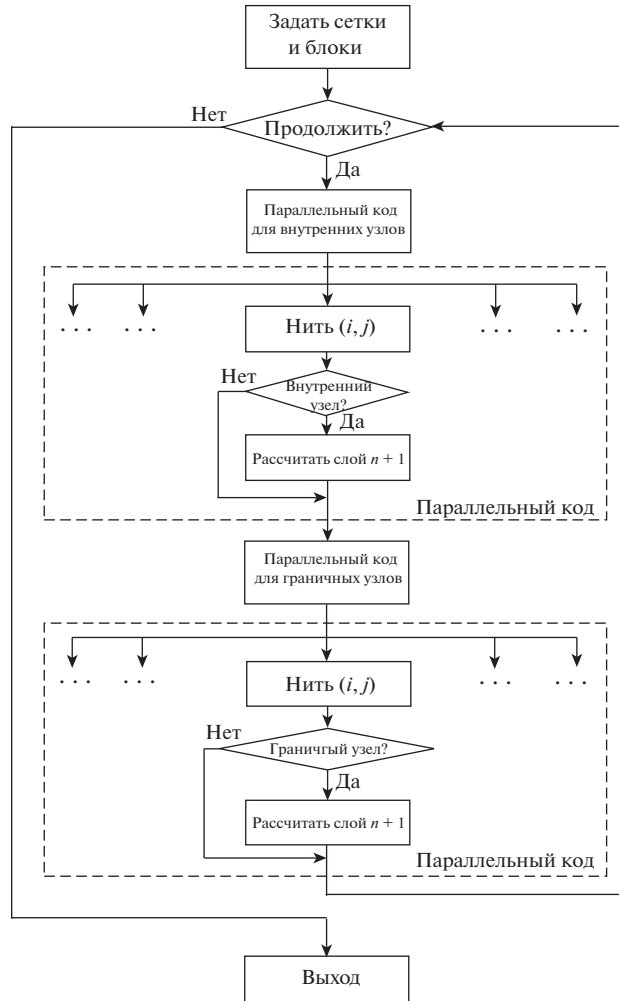 Задать сетки
и блоки
Нет
Продолжить?
Да
Параллельный код
для внутренних узлов
. . .
. . .
Нить (i, j)
. . .
. . .
Нет
Внутренний
узел?
Да
Рассчитать слой n + 1
Параллельный код
Параллельный код
для граничных узлов
. . .
. . .
Нить (i, j)
. . .
. . .
Нет
Граничгый узел?
Да
Рассчитать слой n + 1
Параллельный код
Выход